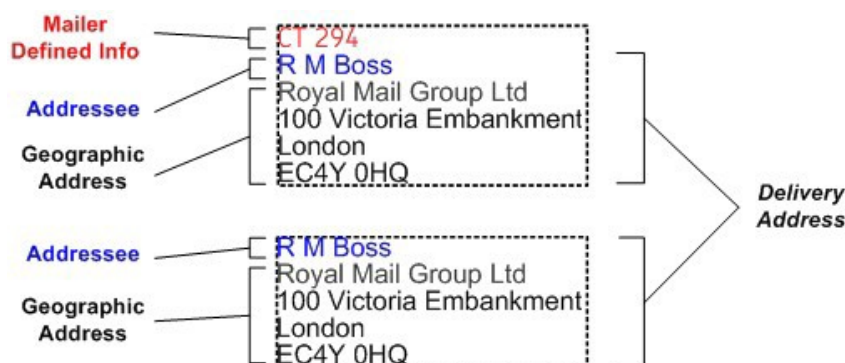 Mailer
Defined Info
CT 294
R M Boss
Addressee
Royal Mail Group Ltd
100 Victoria Embankment
London
EC4Y 0HQ
Geographic
Address
Delivery
Address
Addressee
R M Boss
Royal Mail Group Ltd
100 Victoria Embankment
London
EC4Y 0HQ
Geographic
Address